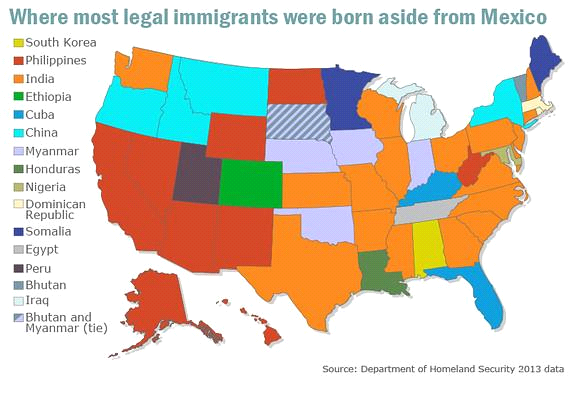 Where most legal immigrants were born aside from Mexico
South Korea
Philippines
India
Ethiopia
Cuba
China
Myanmar
Honduras
Nigeria
Dominican
Republic
Somalia
Egypt
Peru
Bhutan
Iraq
Bhutan and
Myanmar (tie)
Source: Department of Homeland Security 2013 data